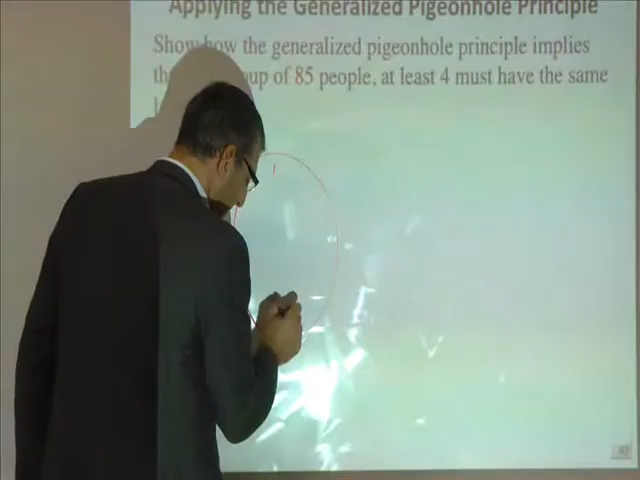 Applying the Generalized Pigeonhole Principle
Show how the generalized pigeonhole principle implies
of 85 people, at least 4 must have the same